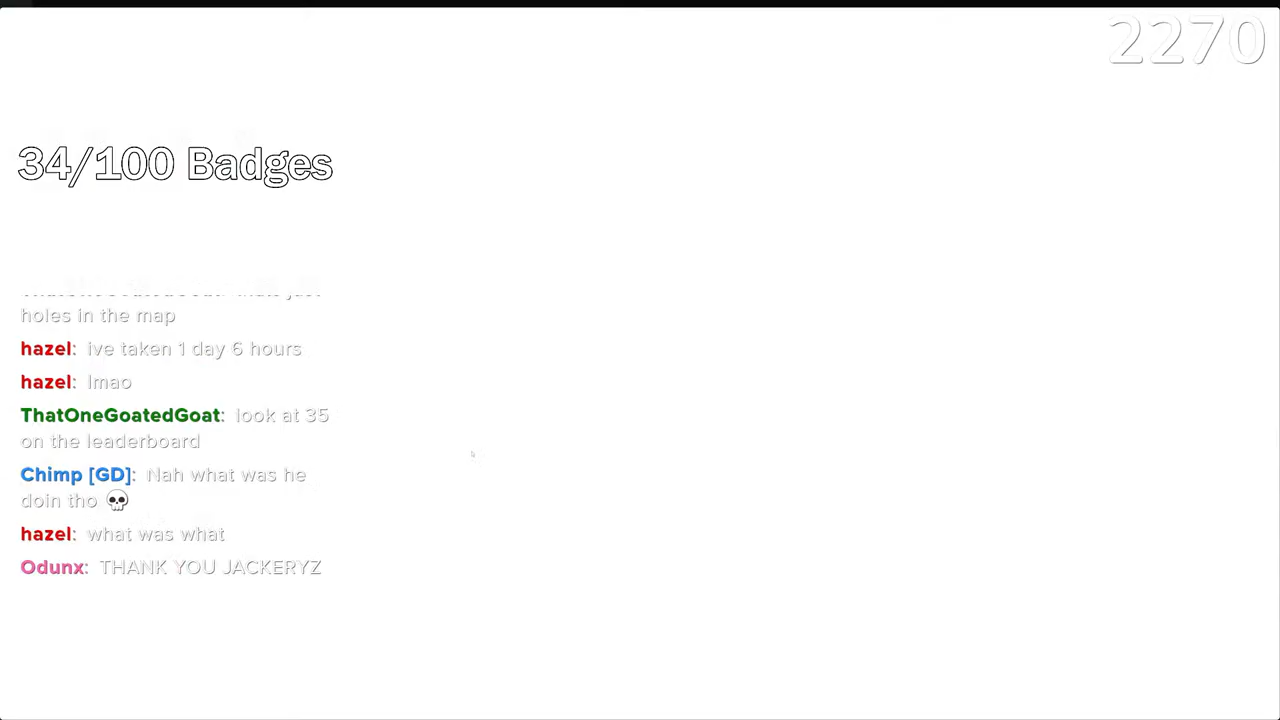 2270
34/100 Badges
holes in the map
hazel: ive taken 1 day 6 hours
hazel: lmao
ThatOneGoatedGoat: look at 35
on the leaderboard
Chimp [GD]: Nah what was he
doin tho 💀
hazel: what was what
Odunx: THANK YOU JACKERYZ